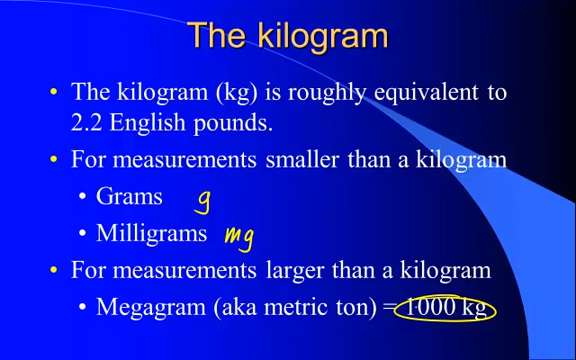 The kilogram
• The kilogram (kg) is roughly equivalent to
2.2 English pounds.
• For measurements smaller than a kilogram
• Grams g
• Milligrams mg
• For measurements larger than a kilogram
• Megagram (aka metric ton) = 1000 kg